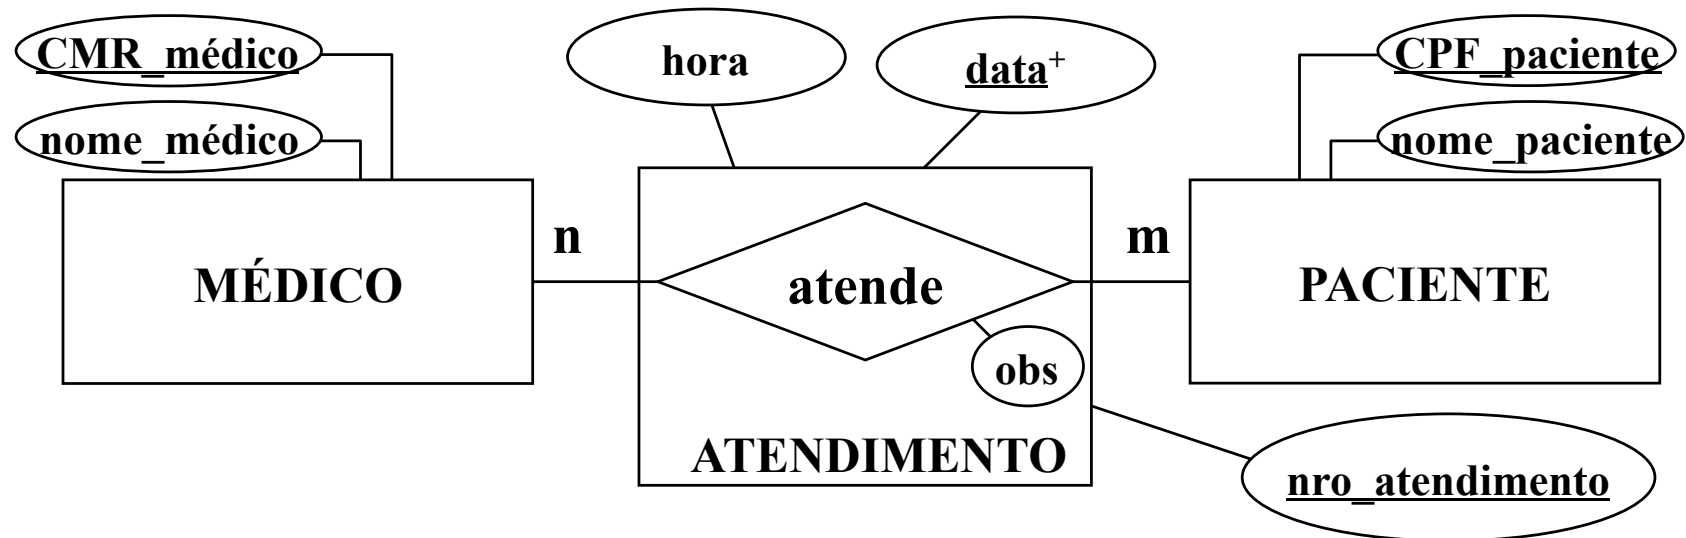 CMR_médico
hora
data+
CPF_paciente
nome_médico
nome_paciente
n
m
MÉDICO
atende
PACIENTE
obs
ATENDIMENTO
nro_atendimento